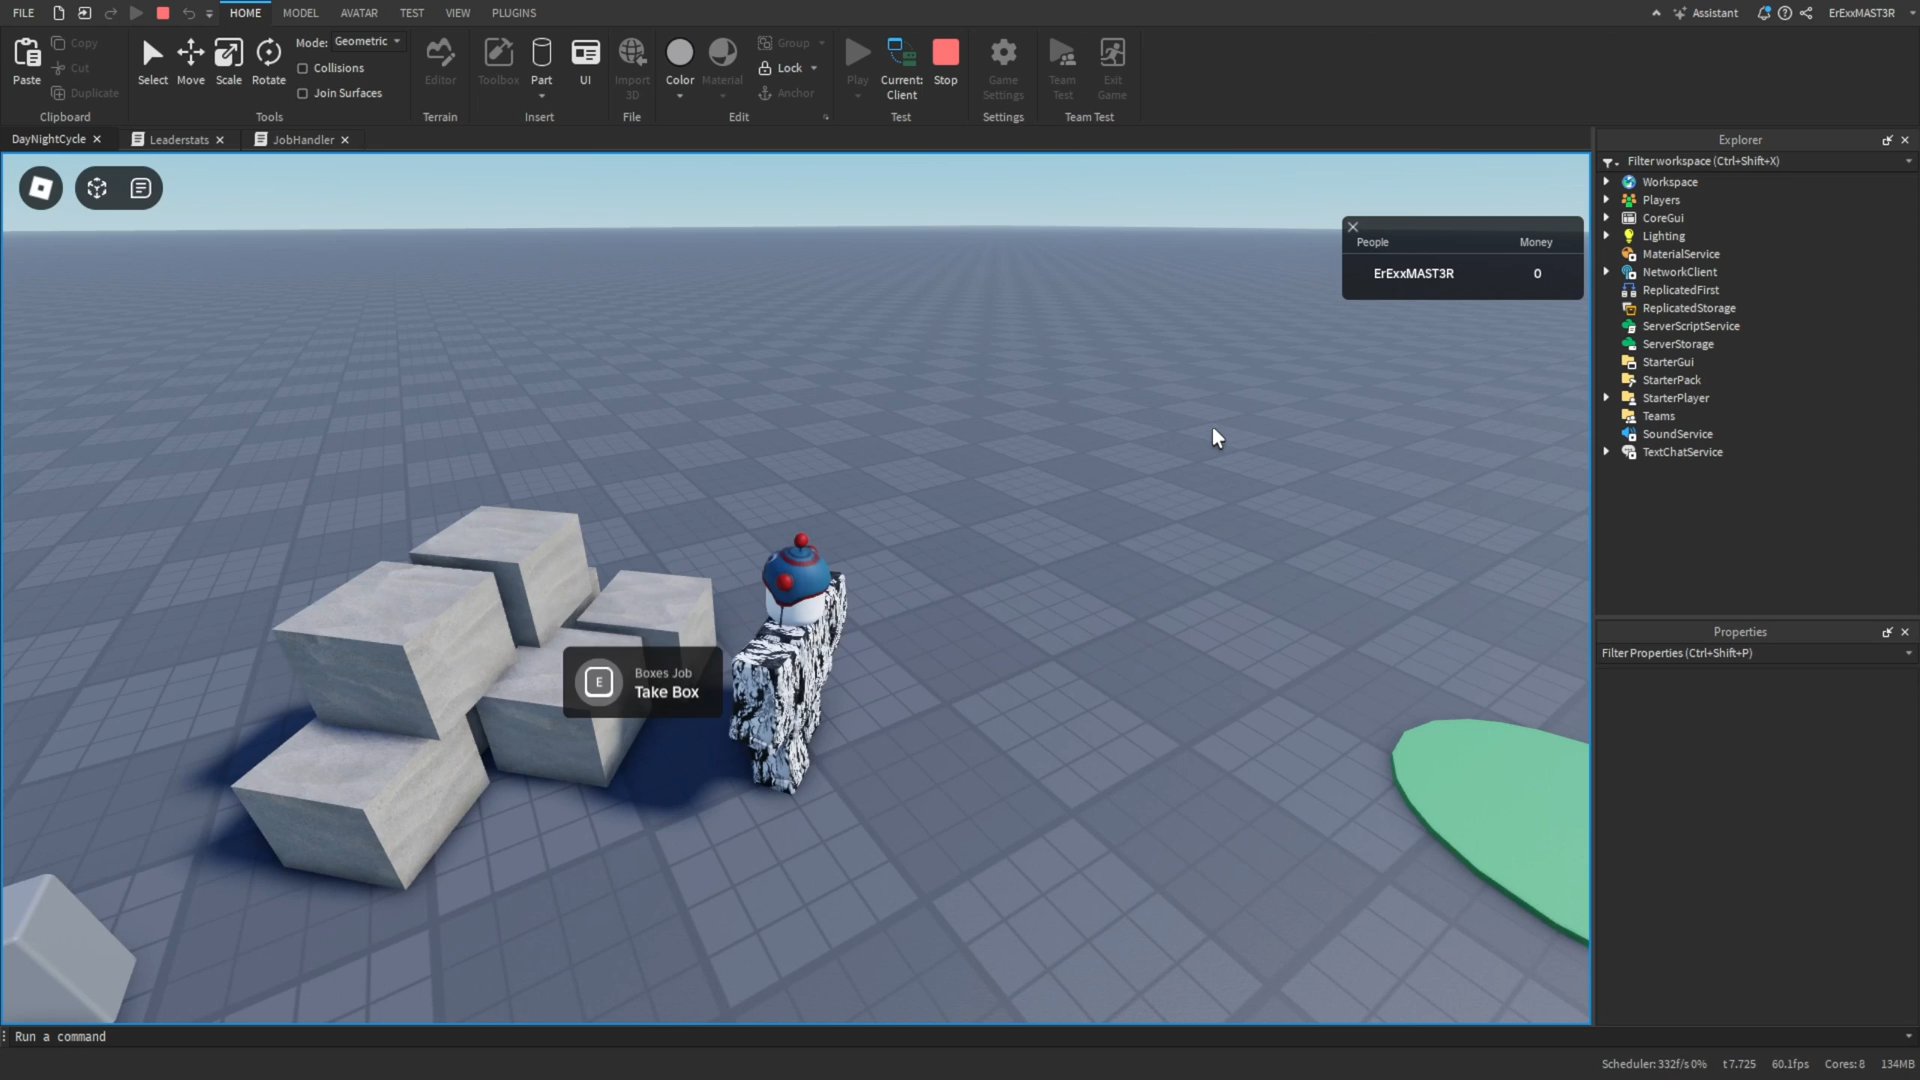 FILE
HOME
MODEL
AVATAR
TEST
VIEW
PLUGINS
Assistant
ErExxMAST3R
Paste
Copy
Cut
Duplicate
Clipboard
Select
Move
Scale
Rotate
Mode: Geometric
Collisions
Join Surfaces
Tools
Editor
Terrain
Toolbox
Part
UI
Insert
Import
3D
File
Color
Material
Group
Lock
Anchor
Edit
Play
Current:
Client
Stop
Test
Game
Settings
Settings
Team
Test
Exit
Game
Team Test
DayNightCycle
Leaderstats
JobHandler
People Money
ErExxMAST3R 0
E
Boxes Job
Take Box
Explorer
Filter workspace (Ctrl+Shift+X)
Workspace
Players
CoreGui
Lighting
MaterialService
NetworkClient
ReplicatedFirst
ReplicatedStorage
ServerScriptService
ServerStorage
StarterGui
StarterPack
StarterPlayer
Teams
SoundService
TextChatService
Properties
Filter Properties (Ctrl+Shift+P)
Run a command
Scheduler: 332f/s 0% t 7.725 60.1fps Cores: 8 134MB